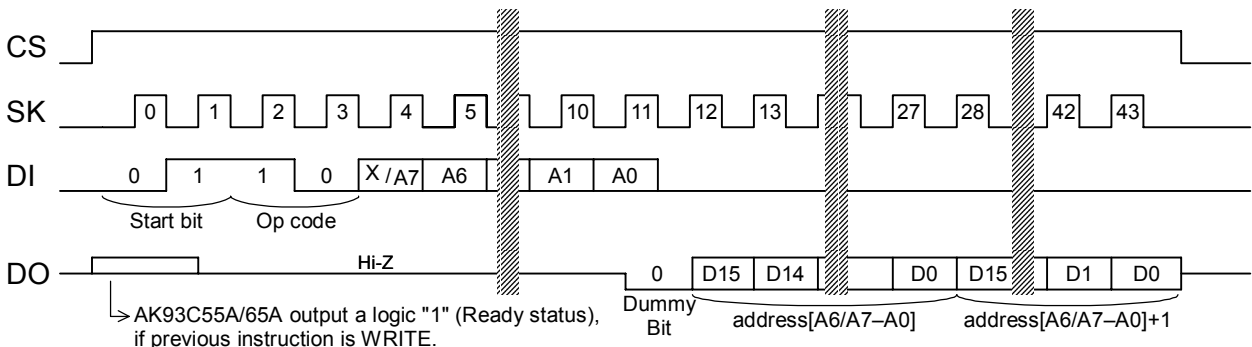 CS
SK 0 1 2 3 4 5 10 11 12 13 27 28 42 43
DI 0 1 1 0 X /A7 A6 A1 A0
Start bit Op code
DO Hi-Z 0 D15 D14 D0 D15 D1 D0
Dummy
Bit
address[A6/A7–A0] address[A6/A7–A0]+1
AK93C55A/65A output a logic "1" (Ready status),
if previous instruction is WRITE.